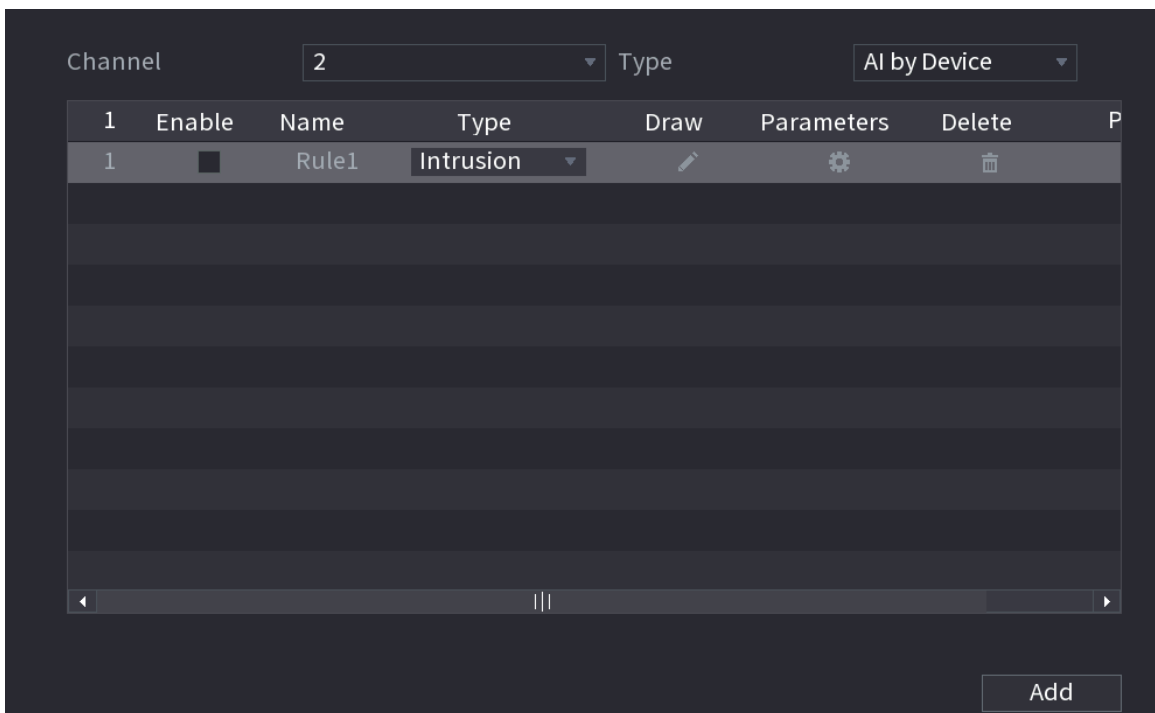 Channel 2 Type AI by Device
1 Enable Name Type Draw Parameters Delete P
1 Rule1 Intrusion
Add